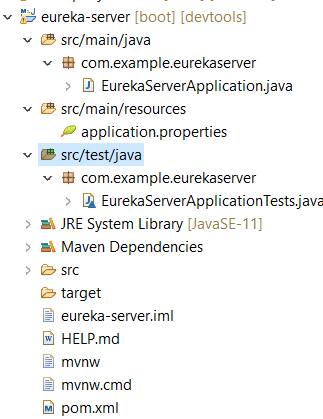 eureka-server [boot] [devtools]
src/main/java
com.example.eurekaserver
EurekaServerApplication.java
src/main/resources
application.properties
src/test/java
com.example.eurekaserver
EurekaServerApplicationTests.java
JRE System Library [JavaSE-11]
Maven Dependencies
src
target
eureka-server.iml
HELP.md
mvnw
mvnw.cmd
pom.xml